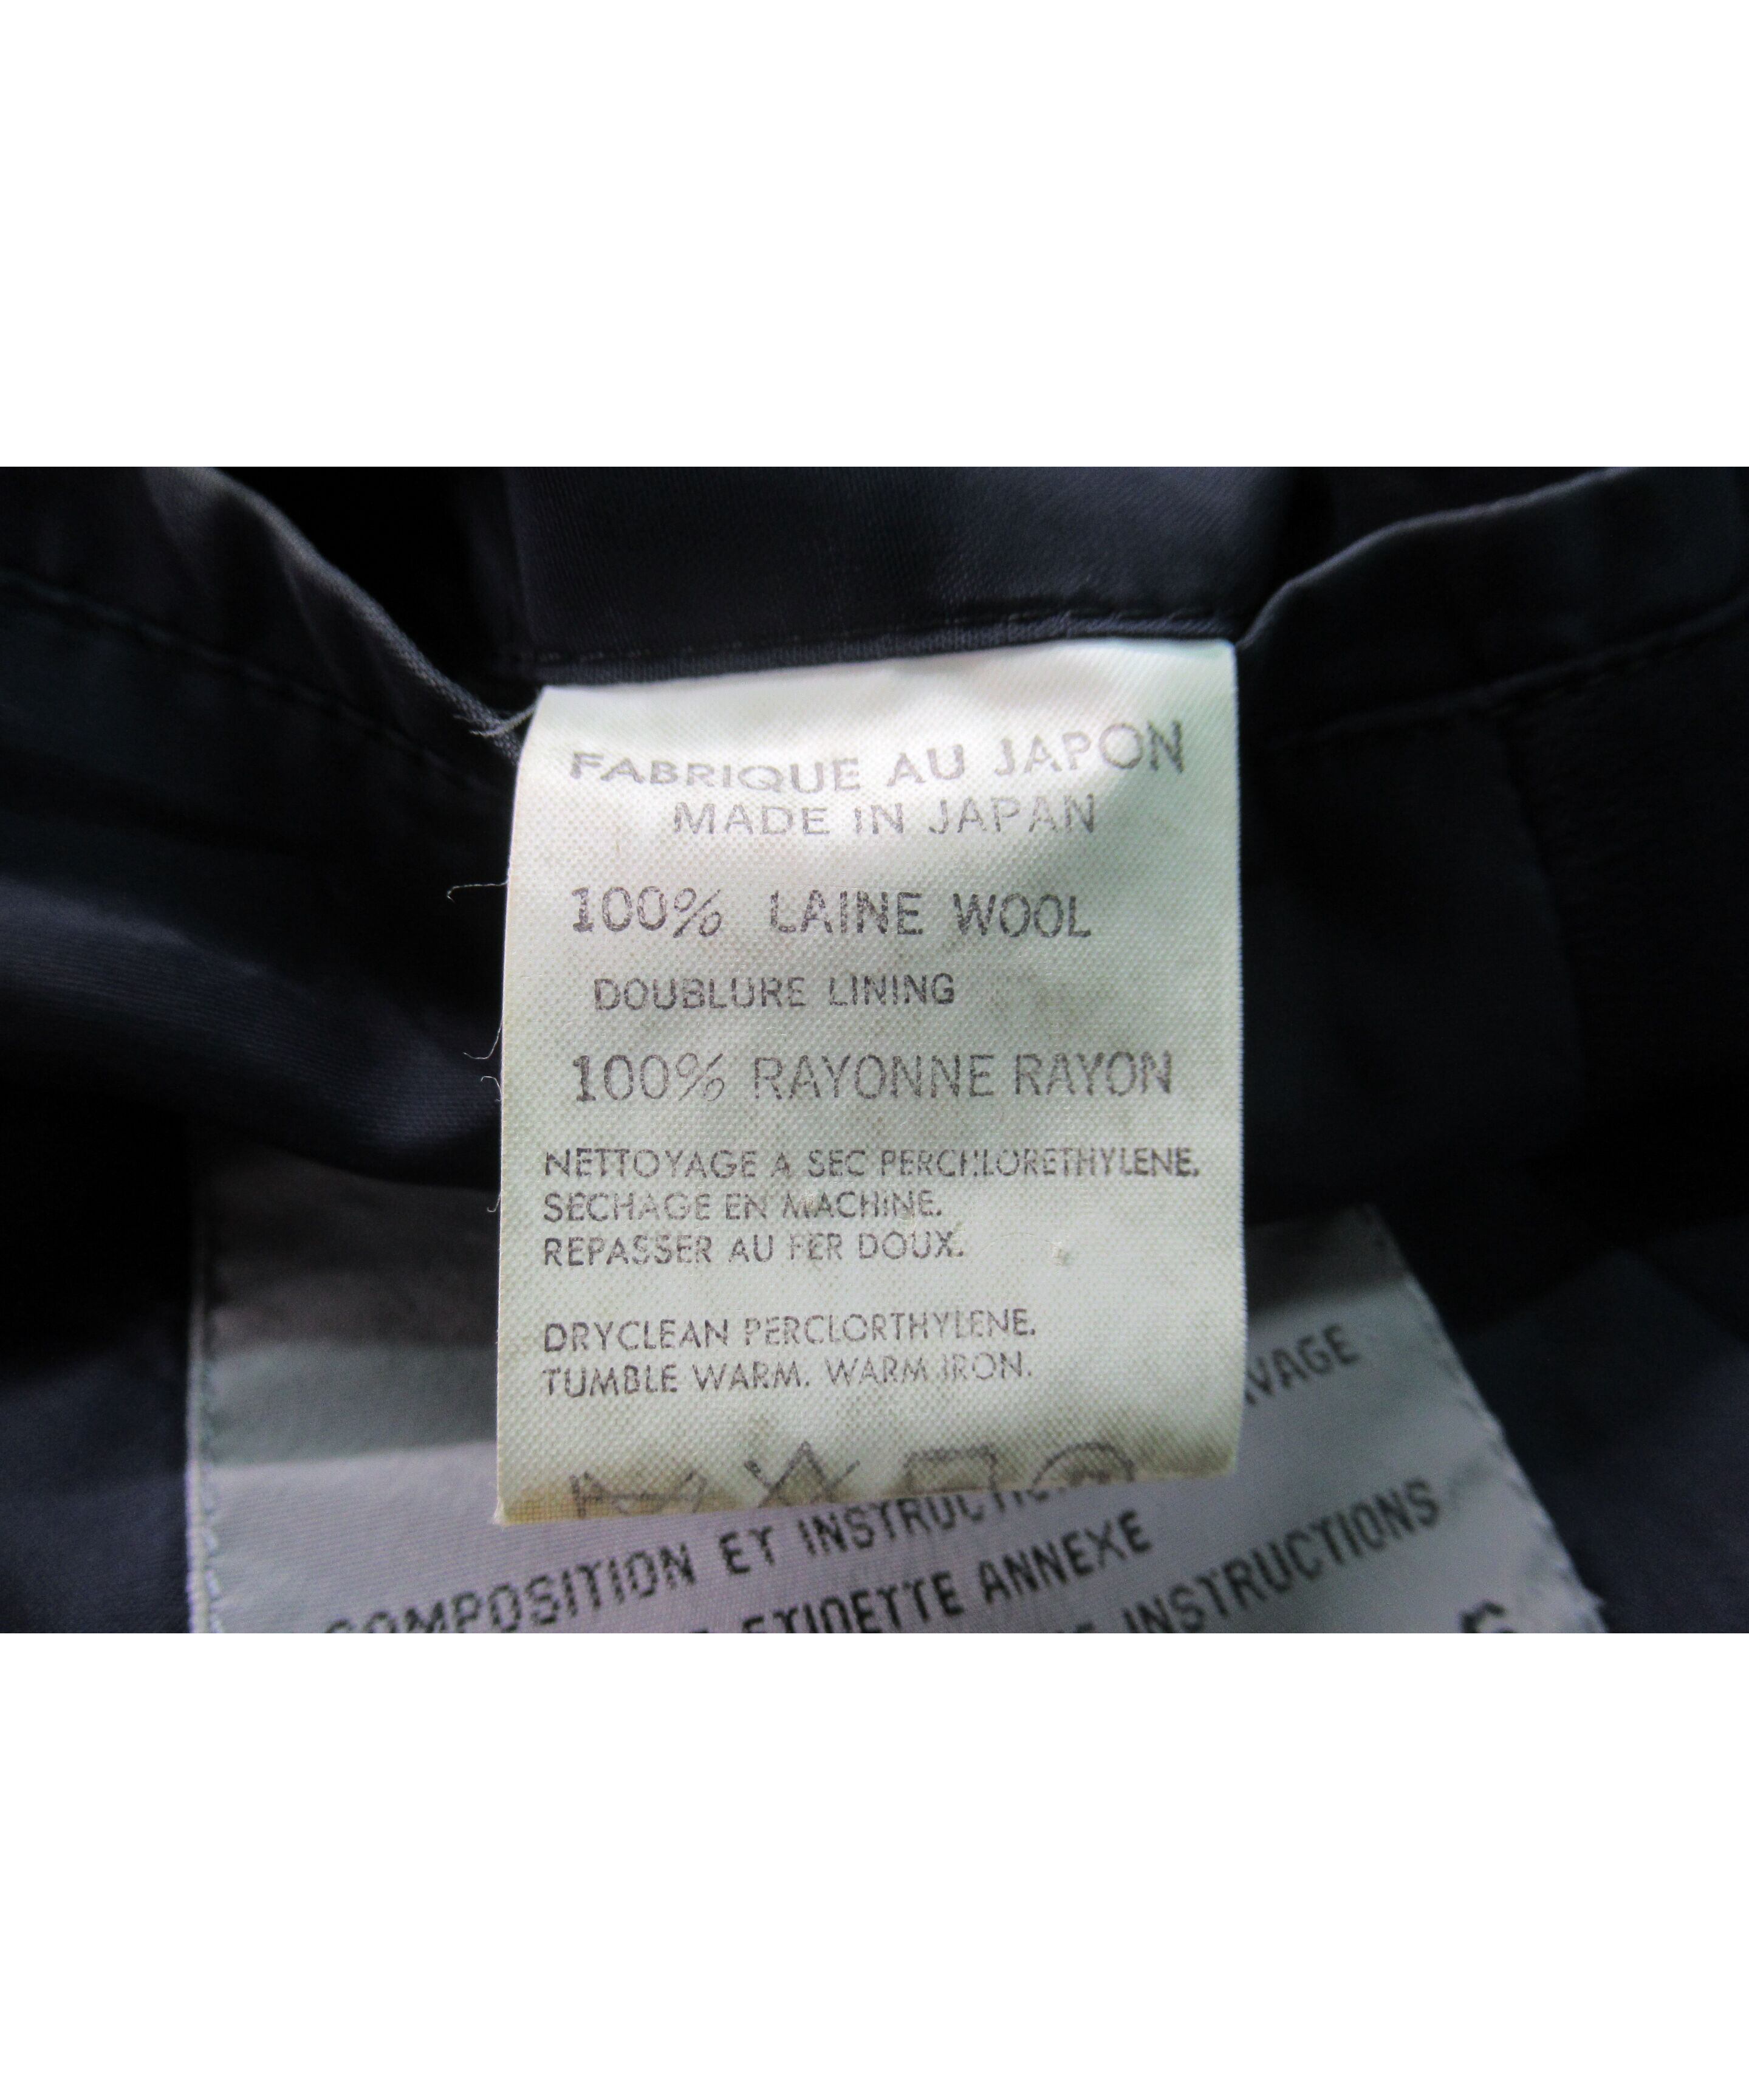 FABRIQUE AU JAPON
MADE IN JAPAN
100% LAINE WOOL
DOUBLURE LINING
100% RAYONNE RAYON
NETTOYAGE A SEC PERCHLORETHYLENE.
SECHAGE EN MACHINE.
REPASSER AU FER DOUX.
DRYCLEAN PERCLORTHYLENE.
TUMBLE WARM. WARM IRON.
COMPOSITION ET INSTRUCTIO
ETIQETTE ANNEXE
INSTRUCTIONS